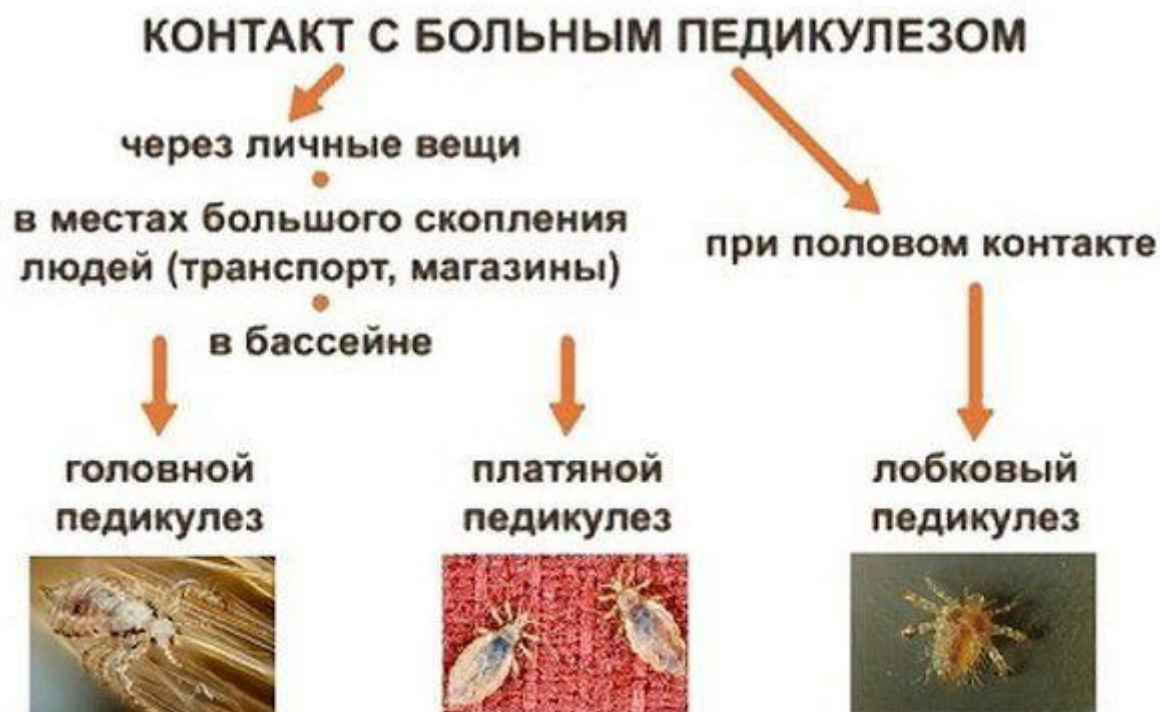 КОНТАКТ С БОЛЬНЫМ ПЕДИКУЛЕЗОМ
через личные вещи
в местах большого скопления
людей (транспорт, магазины)
в бассейне
при половом контакте
головной
педикулез
платяной
педикулез
лобковый
педикулез